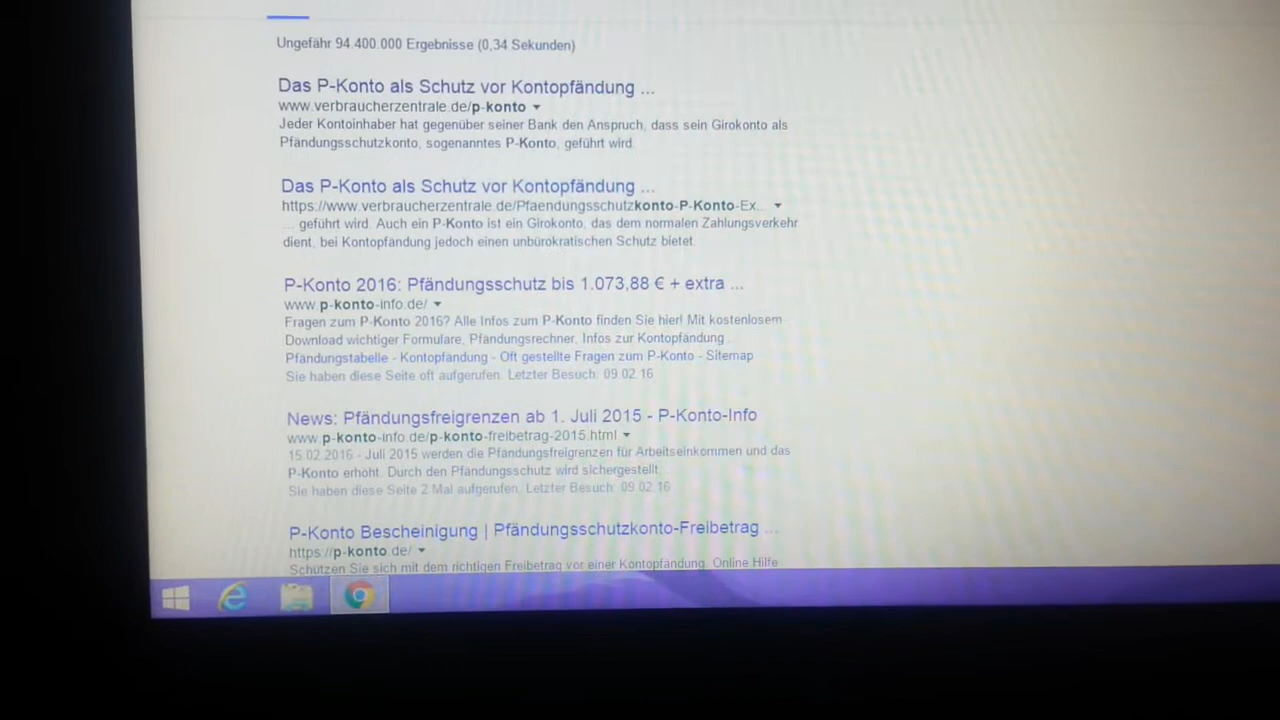 Ungefähr 94.400.000 Ergebnisse (0,34 Sekunden)
Das P-Konto als Schutz vor Kontopfändung ...
www.verbraucherzentrale.de/p-konto
Jeder Kontoinhaber hat gegenüber seiner Bank den Anspruch, dass sein Girokonto als
Pfändungsschutzkonto, sogenanntes P-Konto, geführt wird.
Das P-Konto als Schutz vor Kontopfändung ...
https://www.verbraucherzentrale.de/Pfaendungsschutzkonto-P-Konto-Ex...
... geführt wird. Auch ein P-Konto ist ein Girokonto, das dem normalen Zahlungsverkehr
dient, bei Kontopfändung jedoch einen unbürokratischen Schutz bietet.
P-Konto 2016: Pfändungsschutz bis 1.073,88 € + extra ...
www.p-konto-info.de/
Fragen zum P-Konto 2016? Alle Infos zum P-Konto finden Sie hier! Mit kostenlosem
Download wichtiger Formulare, Pfändungsrechner, Infos zur Kontopfändung...
Pfändungstabelle - Kontopfändung - Oft gestellte Fragen zum P-Konto - Sitemap
Sie haben diese Seite oft aufgerufen. Letzter Besuch: 09.02.16
News: Pfändungsfreigrenzen ab 1. Juli 2015 - P-Konto-Info
www.p-konto-info.de/p-konto-freibetrag-2015.html
15.02.2016 - Juli 2015 werden die Pfändungsfreigrenzen für Arbeitseinkommen und das
P-Konto erhöht. Durch den Pfändungsschutz wird sichergestellt, ...
Sie haben diese Seite 2 Mal aufgerufen. Letzter Besuch: 09.02.16
P-Konto Bescheinigung | Pfändungsschutzkonto-Freibetrag ...
https://p-konto.de/
Schützen Sie sich mit dem richtigen Freibetrag vor einer Kontopfändung. Online Hilfe